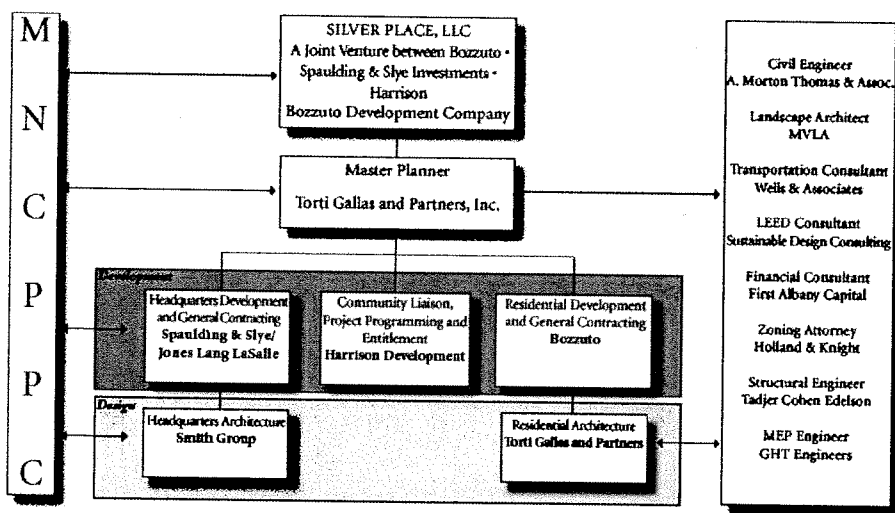 M
N
C
P
P
C
SILVER PLACE, LLC
A Joint Venture between Bozzuto •
Spaulding & Slye Investments •
Harrison
Bozzuto Development Company
Master Planner
Torti Gallas and Partners, Inc.
Development
Headquarters Development
and General Contracting
Spaulding & Slye/
Jones Lang LaSalle
Community Liaison,
Project Programming and
Entitlement
Harrison Development
Residential Development
and General Contracting
Bozzuto
Design
Headquarters Architecture
Smith Group
Residential Architecture
Torti Gallas and Partners
Civil Engineer
A. Morton Thomas & Assoc.
Landscape Architect
MVLA
Transportation Consultant
Wells & Associates
LEED Consultant
Sustainable Design Consulting
Financial Consultant
First Albany Capital
Zoning Attorney
Holland & Knight
Structural Engineer
Tadjer Cohen Edelson
MEP Engineer
GHT Engineers